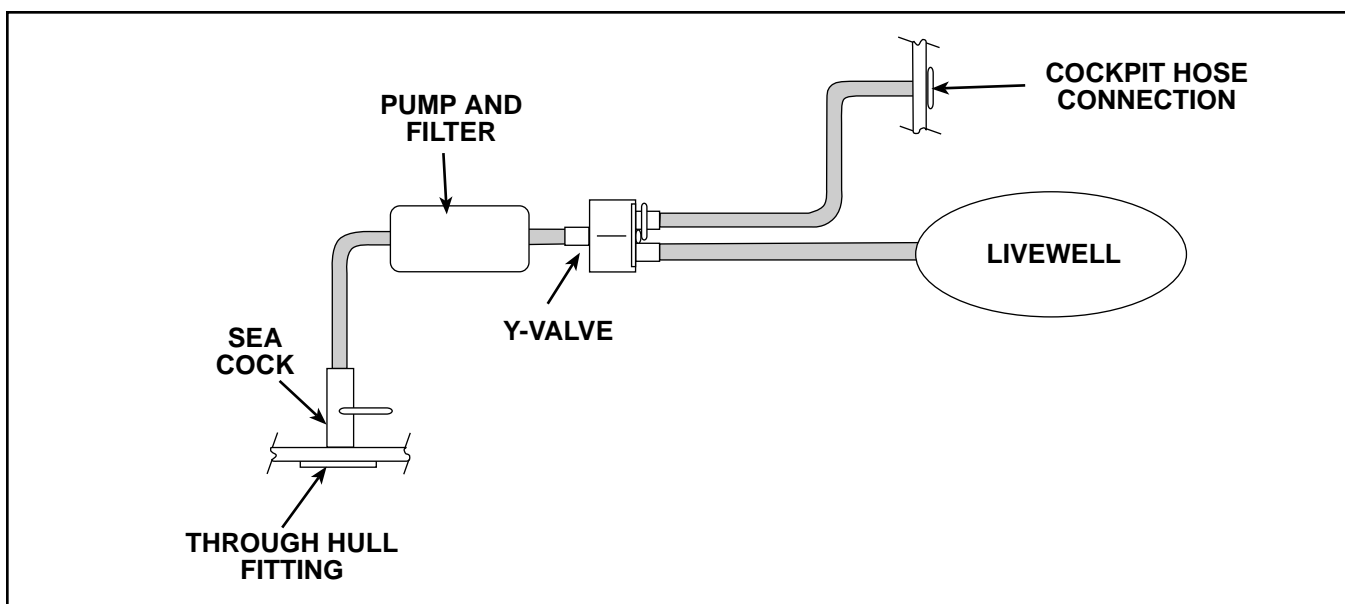 COCKPIT HOSE
CONNECTION
PUMP AND
FILTER
LIVEWELL
Y-VALVE
SEA
COCK
THROUGH HULL
FITTING